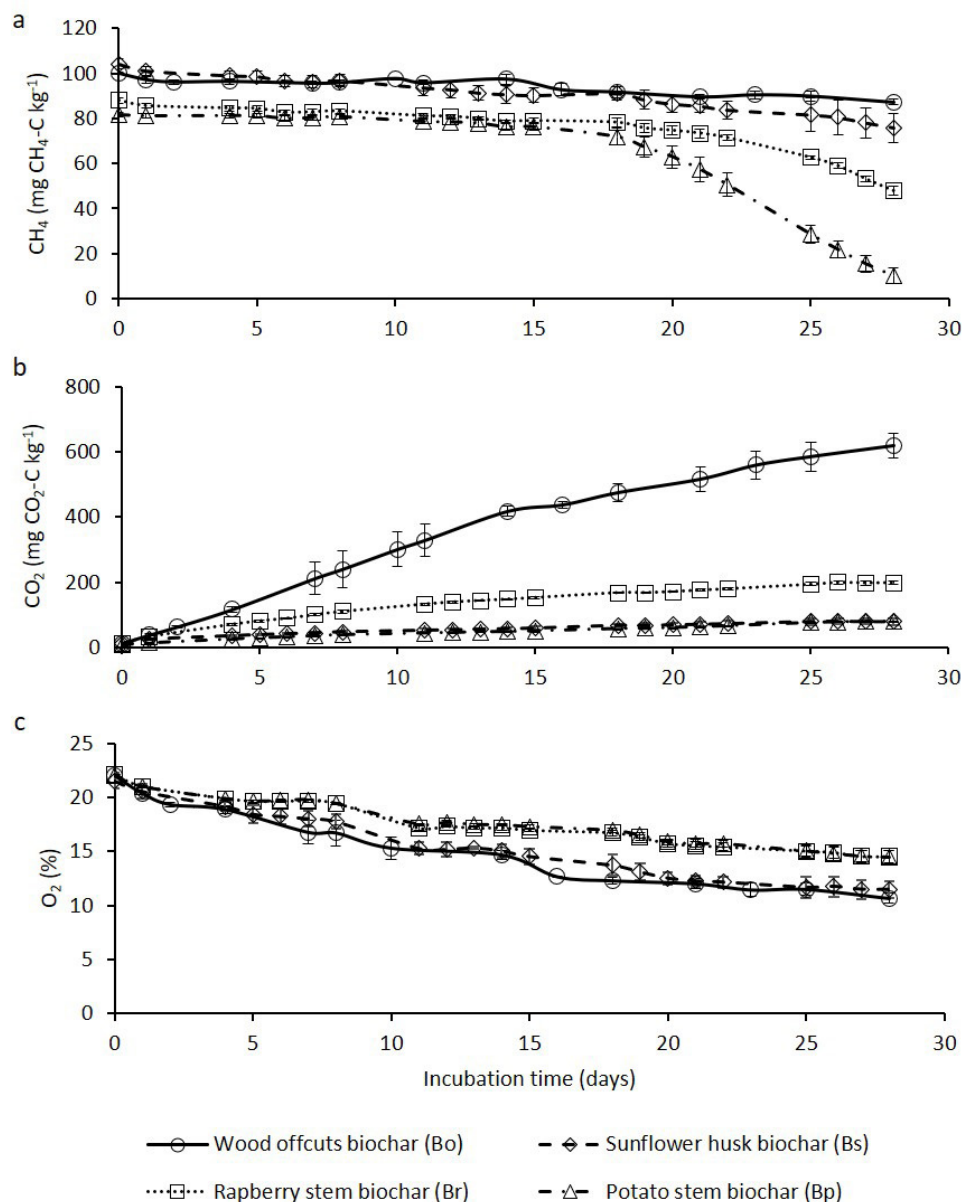 a
120
100
80
60
40
20
0
CH₄ (mg CH₄-C kg⁻¹)
0 5 10 15 20 25 30
b
800
600
400
200
0
CO₂ (mg CO₂-C kg⁻¹)
0 5 10 15 20 25 30
c
25
20
15
10
5
0
O₂ (%)
0 5 10 15 20 25 30
Incubation time (days)
Wood offcuts biochar (Bo) Sunflower husk biochar (Bs)
Rapberry stem biochar (Br) Potato stem biochar (Bp)